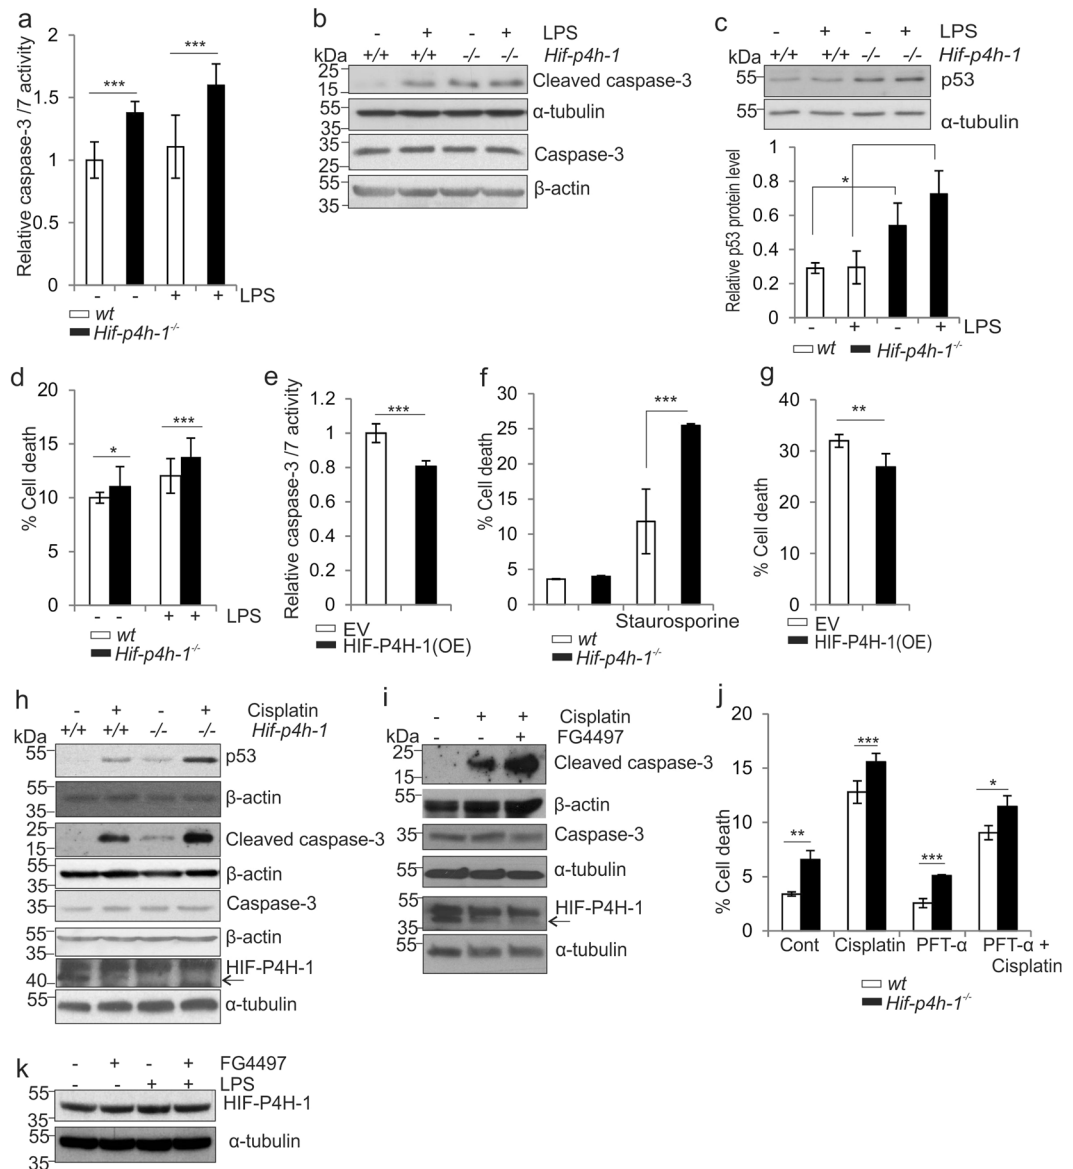 a
Relative caspase-3 /7 activity
2
1.5
1
0.5
0
***
***
- - + + LPS
wt
Hif-p4h-1-/-
b
- + - + LPS
kDa +/+ +/+ -/- -/- Hif-p4h-1
25
15
Cleaved caspase-3
55
35
α-tubulin
35
25
Caspase-3
55
35
β-actin
c
- + - + LPS
kDa +/+ +/+ -/- -/- Hif-p4h-1
55
p53
55
α-tubulin
Relative p53 protein level
1
0.8
0.6
0.4
0.2
0
*
- + - + LPS
wt Hif-p4h-1-/-
d
% Cell death
20
15
10
5
0
*
***
- - + + LPS
wt
Hif-p4h-1-/-
e
Relative caspase-3 /7 activity
1.2
1
0.8
0.6
0.4
0.2
0
***
EV
HIF-P4H-1(OE)
f
% Cell death
30
25
20
15
10
5
0
***
Staurosporine
wt
Hif-p4h-1-/-
g
% Cell death
40
30
20
10
0
**
EV
HIF-P4H-1(OE)
h
- + - + Cisplatin
kDa +/+ +/+ -/- -/- Hif-p4h-1
55
p53
55
35
β-actin
25
15
Cleaved caspase-3
55
35
β-actin
35
Caspase-3
55
35
β-actin
40
HIF-P4H-1
55
α-tubulin
i
- + + Cisplatin
kDa - - + FG4497
25
15
Cleaved caspase-3
55
35
β-actin
35
Caspase-3
55
35
α-tubulin
55
35
HIF-P4H-1
55
α-tubulin
j
% Cell death
20
15
10
5
0
**
***
***
*
Cont Cisplatin PFT-α PFT-α + Cisplatin
wt
Hif-p4h-1-/-
k
- + - + FG4497
- - + + LPS
55
35
HIF-P4H-1
55
35
α-tubulin